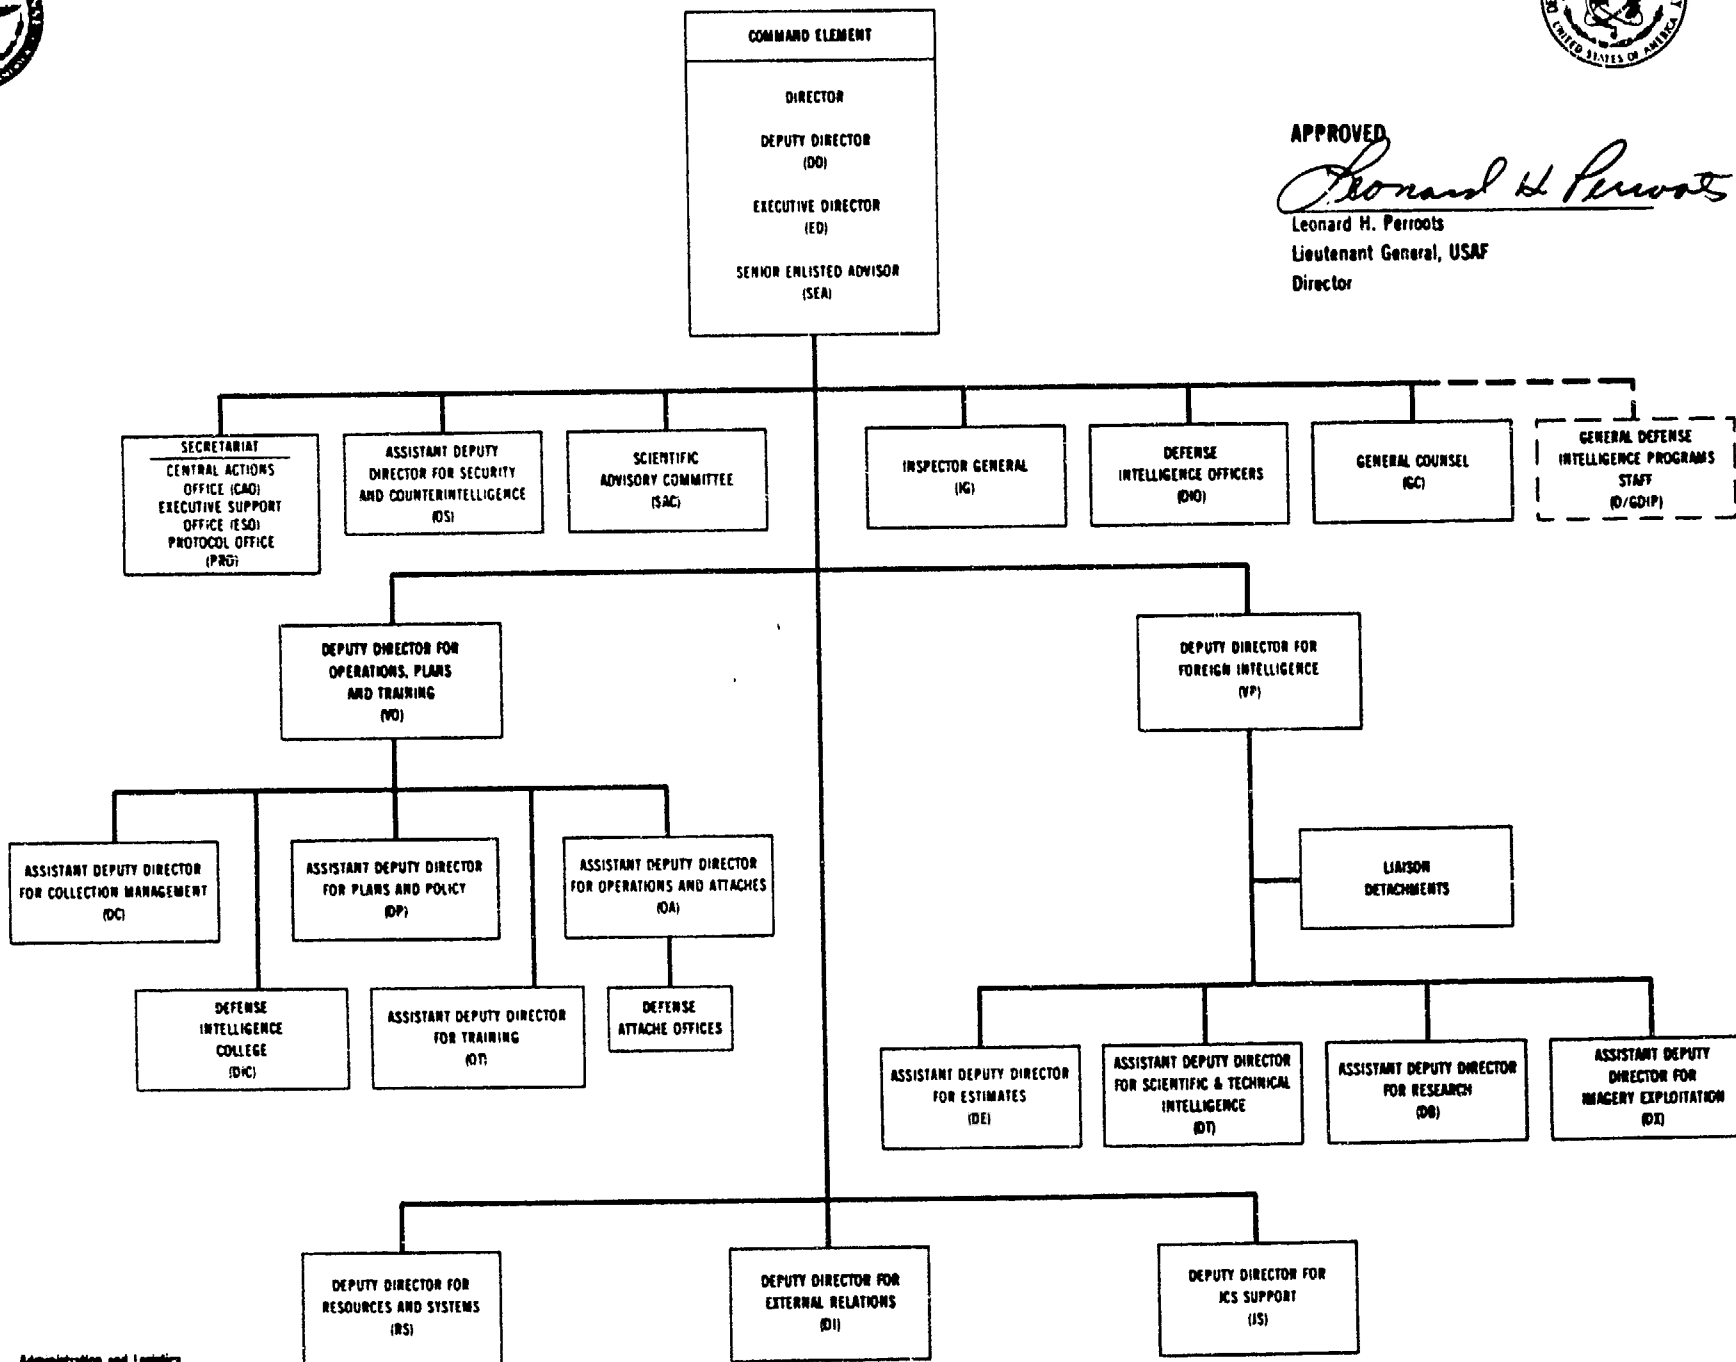 COMMAND ELEMENT
DIRECTOR
DEPUTY DIRECTOR
(DD)
EXECUTIVE DIRECTOR
(ED)
SENIOR ENLISTED ADVISOR
(SEA)
UNITED STATES OF AMERICA
APPROVED
Leonard H Perroots
Leonard H. Perroots
Lieutenant General, USAF
Director
SECRETARIAT
CENTRAL ACTIONS
OFFICE (CAO)
EXECUTIVE SUPPORT
OFFICE (ESO)
PROTOCOL OFFICE
(PRO)
ASSISTANT DEPUTY
DIRECTOR FOR SECURITY
AND COUNTERINTELLIGENCE
(OS)
SCIENTIFIC
ADVISORY COMMITTEE
(SAC)
INSPECTOR GENERAL
(IG)
DEFENSE
INTELLIGENCE OFFICERS
(DIO)
GENERAL COUNSEL
(GC)
GENERAL DEFENSE
INTELLIGENCE PROGRAMS
STAFF
(D/GDIP)
DEPUTY DIRECTOR FOR
OPERATIONS, PLANS
AND TRAINING
(VO)
DEPUTY DIRECTOR FOR
FOREIGN INTELLIGENCE
(VP)
ASSISTANT DEPUTY DIRECTOR
FOR COLLECTION MANAGEMENT
(DC)
ASSISTANT DEPUTY DIRECTOR
FOR PLANS AND POLICY
(DP)
ASSISTANT DEPUTY DIRECTOR
FOR OPERATIONS AND ATTACHES
(OA)
LIAISON
DETACHMENTS
DEFENSE
INTELLIGENCE
COLLEGE
(DIC)
ASSISTANT DEPUTY DIRECTOR
FOR TRAINING
(OT)
DEFENSE
ATTACHE OFFICES
ASSISTANT DEPUTY DIRECTOR
FOR ESTIMATES
(DE)
ASSISTANT DEPUTY DIRECTOR
FOR SCIENTIFIC & TECHNICAL
INTELLIGENCE
(DT)
ASSISTANT DEPUTY DIRECTOR
FOR RESEARCH
(DB)
ASSISTANT DEPUTY
DIRECTOR FOR
IMAGERY EXPLOITATION
(DX)
DEPUTY DIRECTOR FOR
RESOURCES AND SYSTEMS
(RS)
DEPUTY DIRECTOR FOR
EXTERNAL RELATIONS
(DI)
DEPUTY DIRECTOR FOR
JCS SUPPORT
(JS)
Administration and Logistics